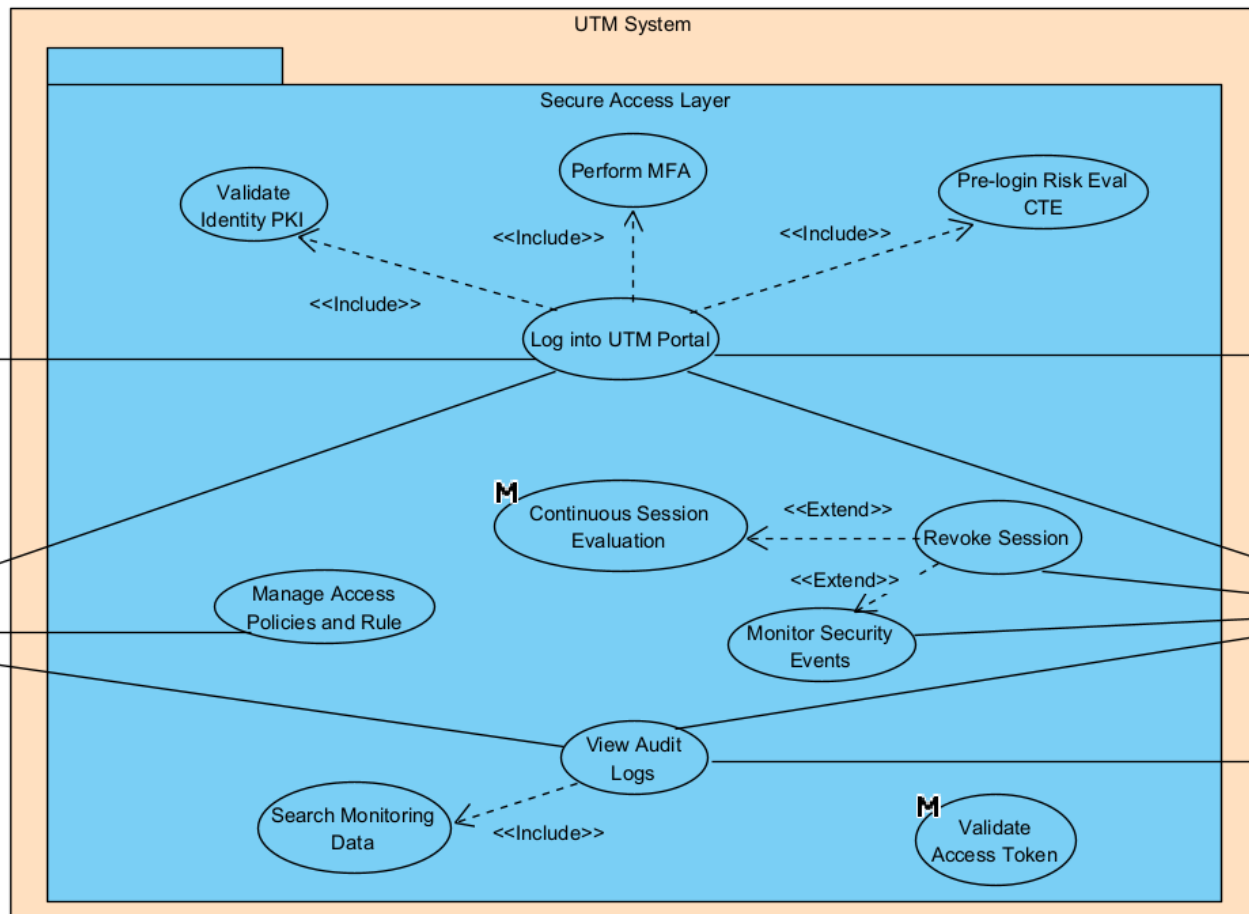 UTM System
Secure Access Layer
Perform MFA
Validate
Identity PKI
Pre-login Risk Eval
CTE
<<Include>>
<<Include>>
<<Include>>
Log into UTM Portal
M
Continuous Session
Evaluation
<<Extend>>
Revoke Session
<<Extend>>
Manage Access
Policies and Rule
Monitor Security
Events
View Audit
Logs
Search Monitoring
Data
<<Include>>
M
Validate
Access Token